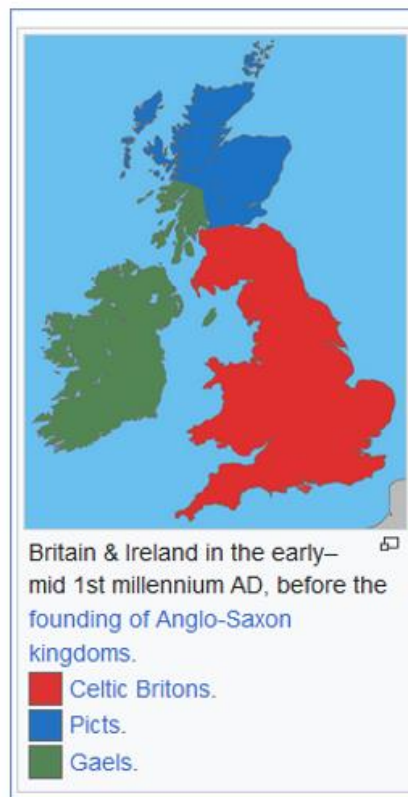 Britain & Ireland in the early–
mid 1st millennium AD, before the
founding of Anglo-Saxon
kingdoms.
Celtic Britons.
Picts.
Gaels.